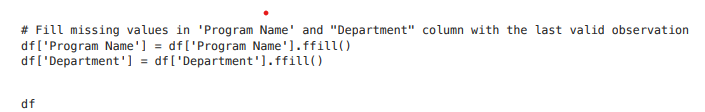 # Fill missing values in 'Program Name' and "Department" column with the last valid observation
df['Program Name'] = df['Program Name'].ffill()
df['Department'] = df['Department'].ffill()
df